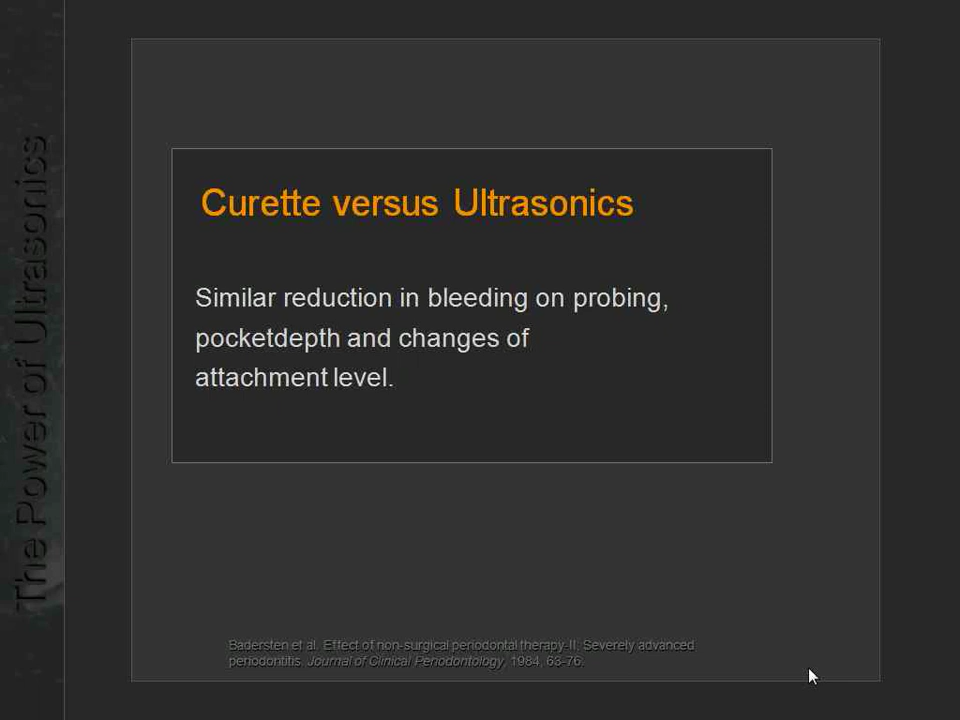 The Power of Ultrasonics
Curette versus Ultrasonics
Similar reduction in bleeding on probing,
pocketdepth and changes of
attachment level.
Badersten et al. Effect of non-surgical periodontal therapy-II. Severely advanced
periodontitis. Journal of Clinical Periodontology, 1984, 63-76.